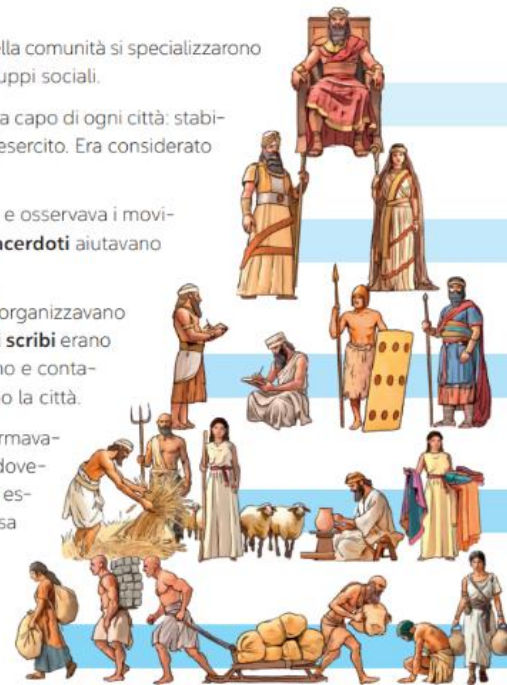 ella comunità si specializzarono
uppi sociali.
a capo di ogni città: stabi-
esercito. Era considerato
e osservava i movi-
acerdoti aiutavano
organizzavano
i scribi erano
no e conta-
o la città.
rmava-
dove-
es-
sa